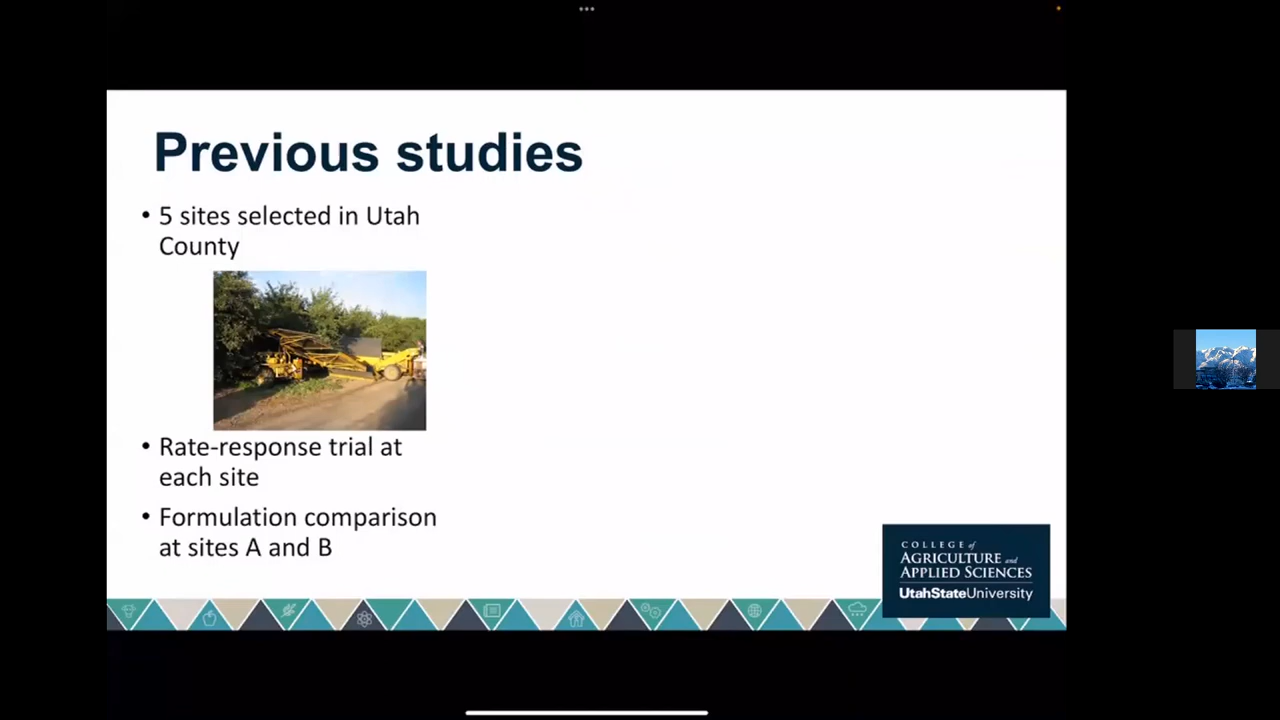 Previous studies
• 5 sites selected in Utah
County
• Rate-response trial at
each site
• Formulation comparison
at sites A and B
COLLEGE of
AGRICULTURE and
APPLIED SCIENCES
UtahStateUniversity